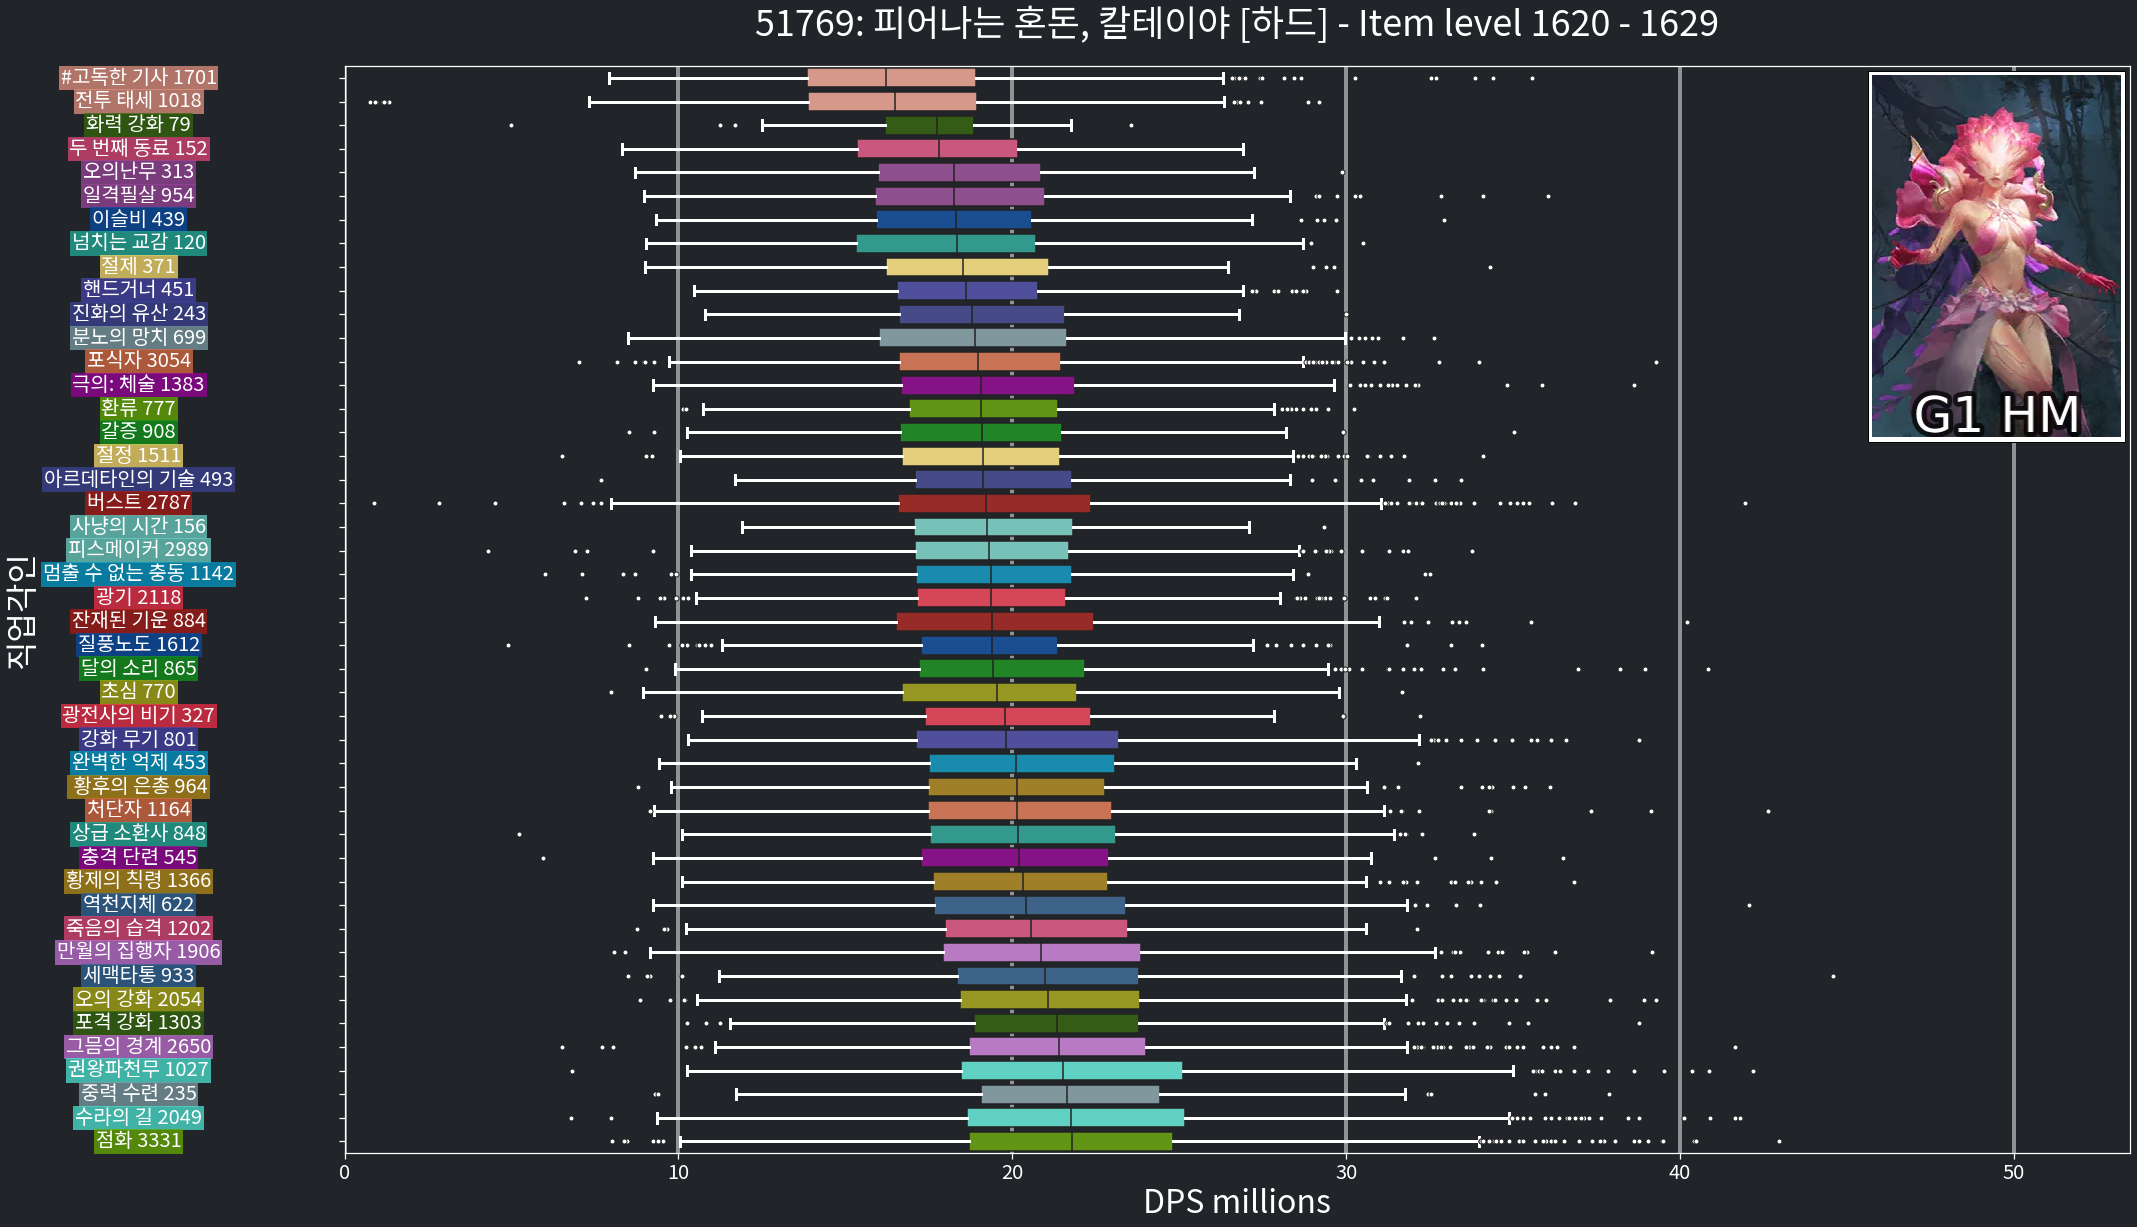 51769: 피어나는 혼돈, 칼테이야 [하드] - Item level 1620 - 1629
#고독한 기사 1701
전투 태세 1018
화력 강화 79
두 번째 동료 152
오의난무 313
일격필살 954
이슬비 439
넘치는 교감 120
절제 371
핸드거너 451
진화의 유산 243
분노의 망치 699
포식자 3054
극의: 체술 1383
환류 777
갈증 908
절정 1511
아르데타인의 기술 493
버스트 2787
사냥의 시간 156
피스메이커 2989
멈출 수 없는 충동 1142
광기 2118
잔재된 기운 884
질풍노도 1612
달의 소리 865
초심 770
광전사의 비기 327
강화 무기 801
완벽한 억제 453
황후의 은총 964
처단자 1164
상급 소환사 848
충격 단련 545
황제의 칙령 1366
역천지체 622
죽음의 습격 1202
만월의 집행자 1906
세맥타통 933
오의 강화 2054
포격 강화 1303
그믐의 경계 2650
권왕파천무 1027
중력 수련 235
수라의 길 2049
점화 3331
직업각인
G1 HM
0 10 20 30 40 50
DPS millions